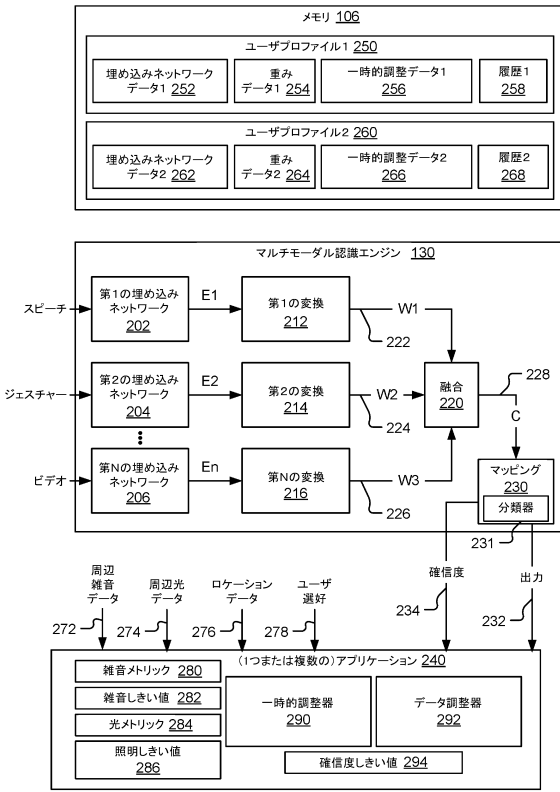 メモリ 106
ユーザプロファイル1 250
埋め込みネットワーク
データ1 252
重み
データ1 254
一時的調整データ1
256
履歴1
258
ユーザプロファイル2 260
埋め込みネットワーク
データ2 262
重み
データ2 264
一時的調整データ2
266
履歴2
268
マルチモーダル認識エンジン 130
スピーチ
第1の埋め込み
ネットワーク
202
E1
第1の変換
212
W1
222
ジェスチャー
第2の埋め込み
ネットワーク
204
E2
第2の変換
214
W2
224
融合
220
228
C
ビデオ
第Nの埋め込み
ネットワーク
206
En
第Nの変換
216
W3
226
マッピング
230
分類器
231
確信度
234
出力
232
周辺
雑音
データ
272
周辺光
データ
274
ロケーション
データ
276
ユーザ
選好
278
(1つまたは複数の)アプリケーション 240
雑音メトリック 280
雑音しきい値 282
光メトリック 284
照明しきい値
286
一時的調整器
290
データ調整器
292
確信度しきい値 294